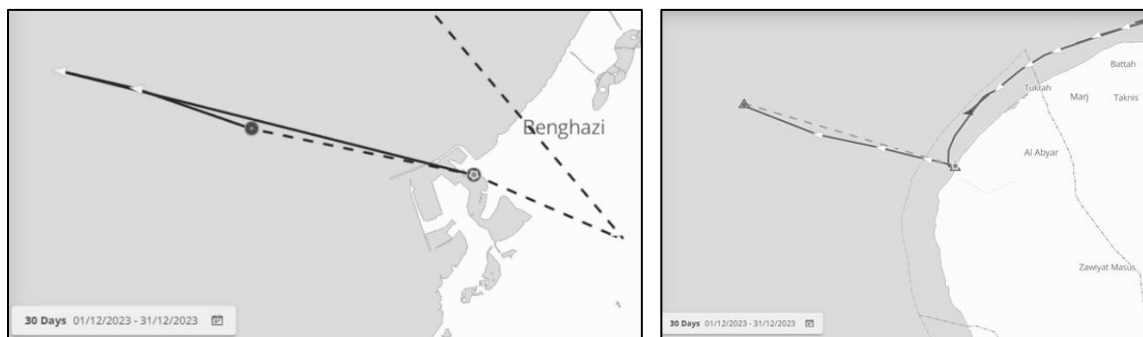 Benghazi
30 Days 01/12/2023 - 31/12/2023
Battah
Tukrah
Marj
Taknis
Al Abyar
Zawiyat Masus
30 Days 01/12/2023 - 31/12/2023